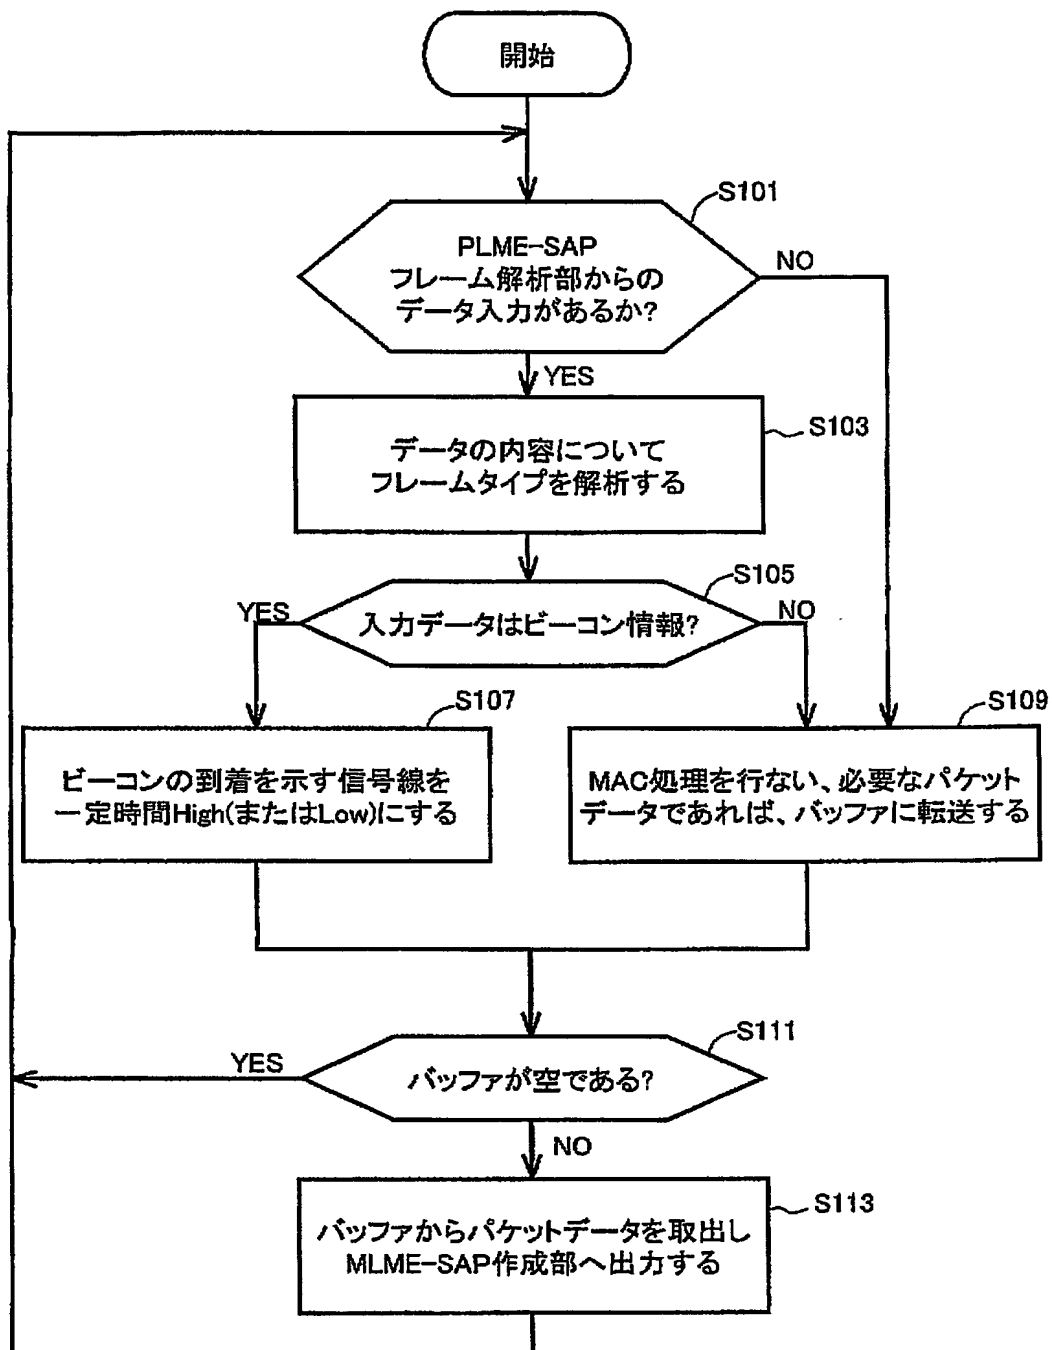 開始
S101
PLME-SAP
フレーム解析部からの
データ入力があるか?
NO
YES
S103
データの内容について
フレームタイプを解析する
S105
YES
入力データはビーコン情報?
NO
S107
ビーコンの到着を示す信号線を
一定時間High(またはLow)にする
S109
MAC処理を行ない、必要なパケット
データであれば、バッファに転送する
S111
YES
バッファが空である?
NO
S113
バッファからパケットデータを取出し
MLME-SAP作成部へ出力する